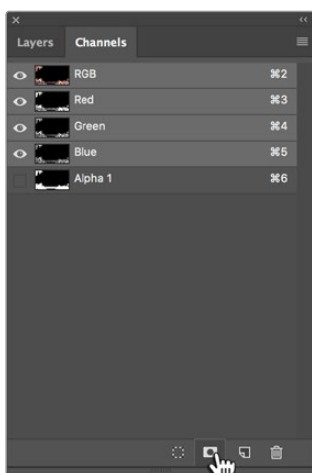 Layers Channels
RGB ⌘2
Red ⌘3
Green ⌘4
Blue ⌘5
Alpha 1 ⌘6